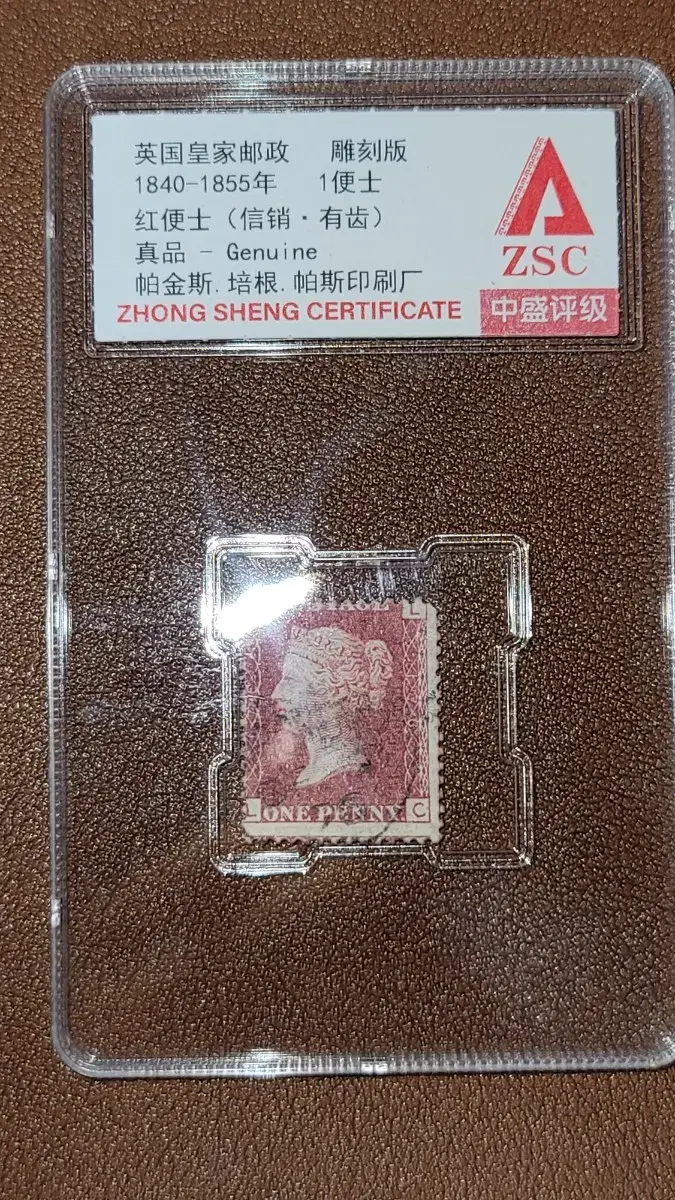 英国皇家邮政 雕刻版
1840-1855年 1便士
红便士（信销·有齿）
真品 - Genuine
帕金斯.培根.帕斯印刷厂
ZHONG SHENG CERTIFICATE
ZSC
中盛评级
L
L ONE PENNY C